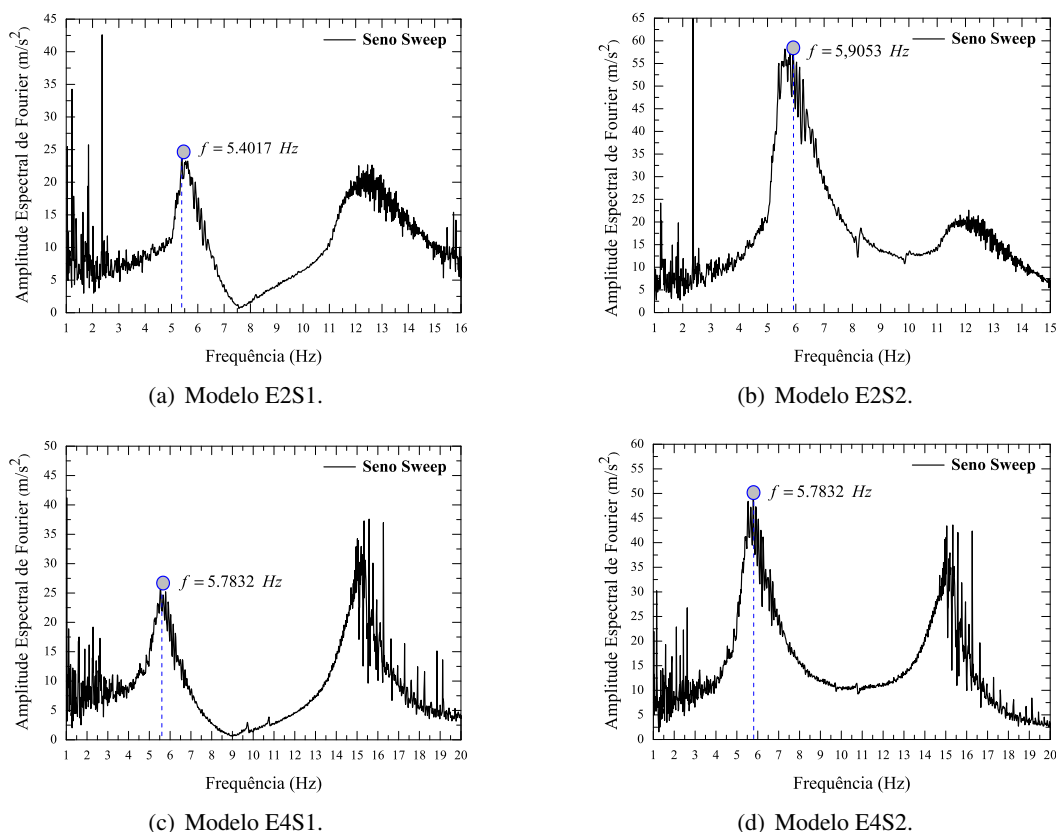 Amplitude Espectral de Fourier (m/s²)
45
40
35
30
25
20
15
10
5
0
Seno Sweep
f = 5.4017 Hz
1 2 3 4 5 6 7 8 9 10 11 12 13 14 15 16
Frequência (Hz)
(a) Modelo E2S1.
Amplitude Espectral de Fourier (m/s²)
65
60
55
50
45
40
35
30
25
20
15
10
5
0
Seno Sweep
f = 5,9053 Hz
1 2 3 4 5 6 7 8 9 10 11 12 13 14 15
Frequência (Hz)
(b) Modelo E2S2.
Amplitude Espectral de Fourier (m/s²)
50
45
40
35
30
25
20
15
10
5
0
Seno Sweep
f = 5.7832 Hz
1 2 3 4 5 6 7 8 9 10 11 12 13 14 15 16 17 18 19 20
Frequência (Hz)
(c) Modelo E4S1.
Amplitude Espectral de Fourier (m/s²)
60
55
50
45
40
35
30
25
20
15
10
5
0
Seno Sweep
f = 5.7832 Hz
1 2 3 4 5 6 7 8 9 10 11 12 13 14 15 16 17 18 19 20
Frequência (Hz)
(d) Modelo E4S2.